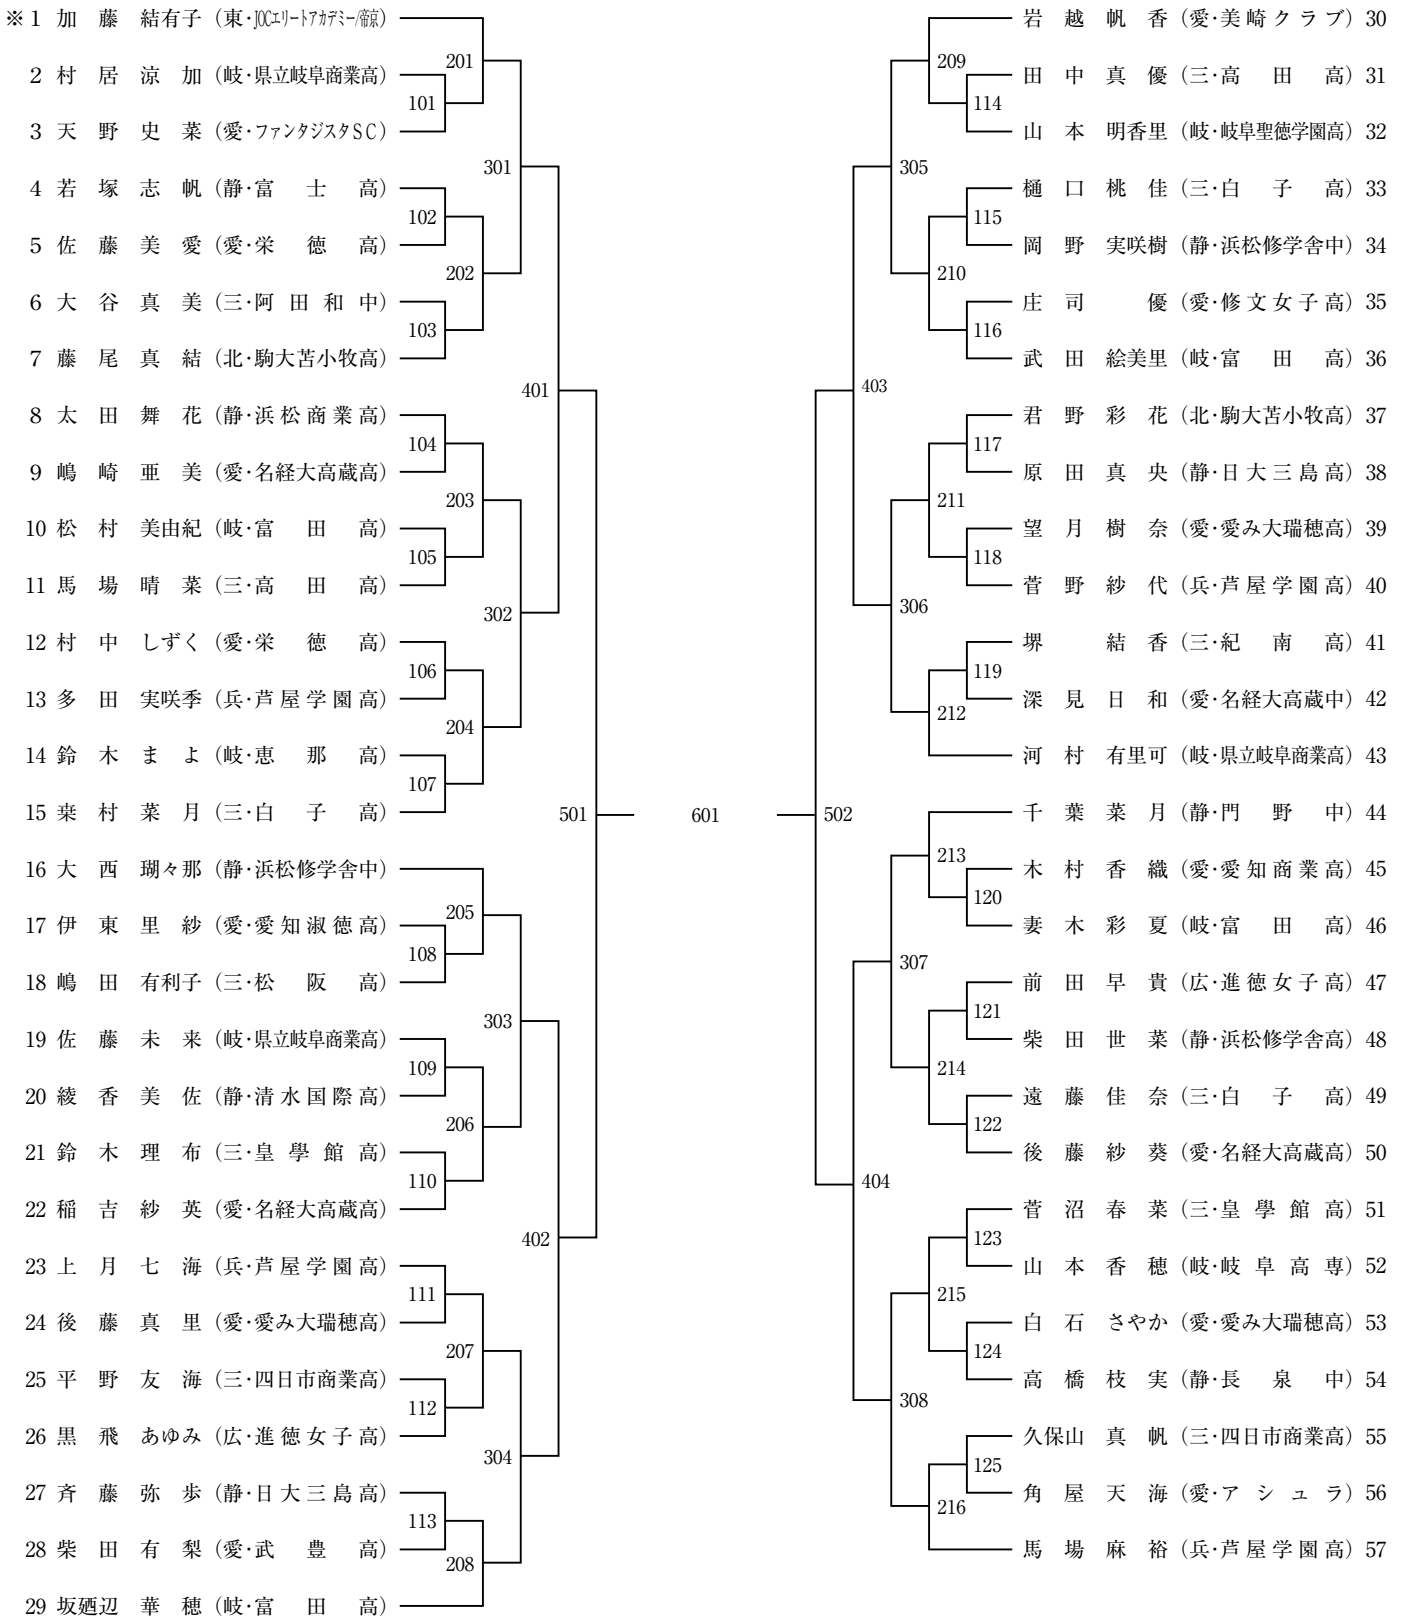 ※1 加藤 結有子（東・JOCエリートアカデミー/帝京）
201
2 村居涼加（岐・県立岐阜商業高）
101
3 天野史菜（愛・ファンタジスタSC）
301
4 若塚志帆（静・富士高）
102
5 佐藤美愛（愛・栄徳高）
202
6 大谷真美（三・阿田和中）
103
7 藤尾真結（北・駒大苫小牧高）
401
8 太田舞花（静・浜松商業高）
104
9 嶋崎亜美（愛・名経大高蔵高）
203
10 松村美由紀（岐・富田高）
105
11 馬場晴菜（三・高田高）
302
12 村中しずく（愛・栄徳高）
106
13 多田実咲季（兵・芦屋学園高）
204
14 鈴木まよ（岐・恵那高）
107
15 桒村菜月（三・白子高）
501
601
16 大西瑚々那（静・浜松修学舎中）
205
17 伊東里紗（愛・愛知淑徳高）
108
18 嶋田有利子（三・松阪高）
303
19 佐藤未来（岐・県立岐阜商業高）
109
20 綾香美佐（静・清水国際高）
206
21 鈴木理布（三・皇學館高）
110
22 稲吉紗英（愛・名経大高蔵高）
402
23 上月七海（兵・芦屋学園高）
111
24 後藤真里（愛・愛み大瑞穂高）
207
25 平野友海（三・四日市商業高）
112
26 黒飛あゆみ（広・進徳女子高）
304
27 斉藤弥歩（静・日大三島高）
113
28 柴田有梨（愛・武豊高）
208
29 坂廼辺華穂（岐・富田高）
岩越帆香（愛・美崎クラブ）30
209
田中真優（三・高田高）31
114
山本明香里（岐・岐阜聖徳学園高）32
305
樋口桃佳（三・白子高）33
115
岡野実咲樹（静・浜松修学舎中）34
210
庄司優（愛・修文女子高）35
116
武田絵美里（岐・富田高）36
403
君野彩花（北・駒大苫小牧高）37
117
原田真央（静・日大三島高）38
211
望月樹奈（愛・愛み大瑞穂高）39
118
菅野紗代（兵・芦屋学園高）40
306
堺結香（三・紀南高）41
119
深見日和（愛・名経大高蔵中）42
212
河村有里可（岐・県立岐阜商業高）43
千葉菜月（静・門野中）44
502
213
木村香織（愛・愛知商業高）45
120
妻木彩夏（岐・富田高）46
307
前田早貴（広・進徳女子高）47
121
柴田世菜（静・浜松修学舎高）48
214
遠藤佳奈（三・白子高）49
122
後藤紗葵（愛・名経大高蔵高）50
404
菅沼春菜（三・皇學館高）51
123
山本香穂（岐・岐阜高専）52
215
白石さやか（愛・愛み大瑞穂高）53
124
高橋枝実（静・長泉中）54
308
久保山真帆（三・四日市商業高）55
125
角屋天海（愛・アシュラ）56
216
馬場麻裕（兵・芦屋学園高）57